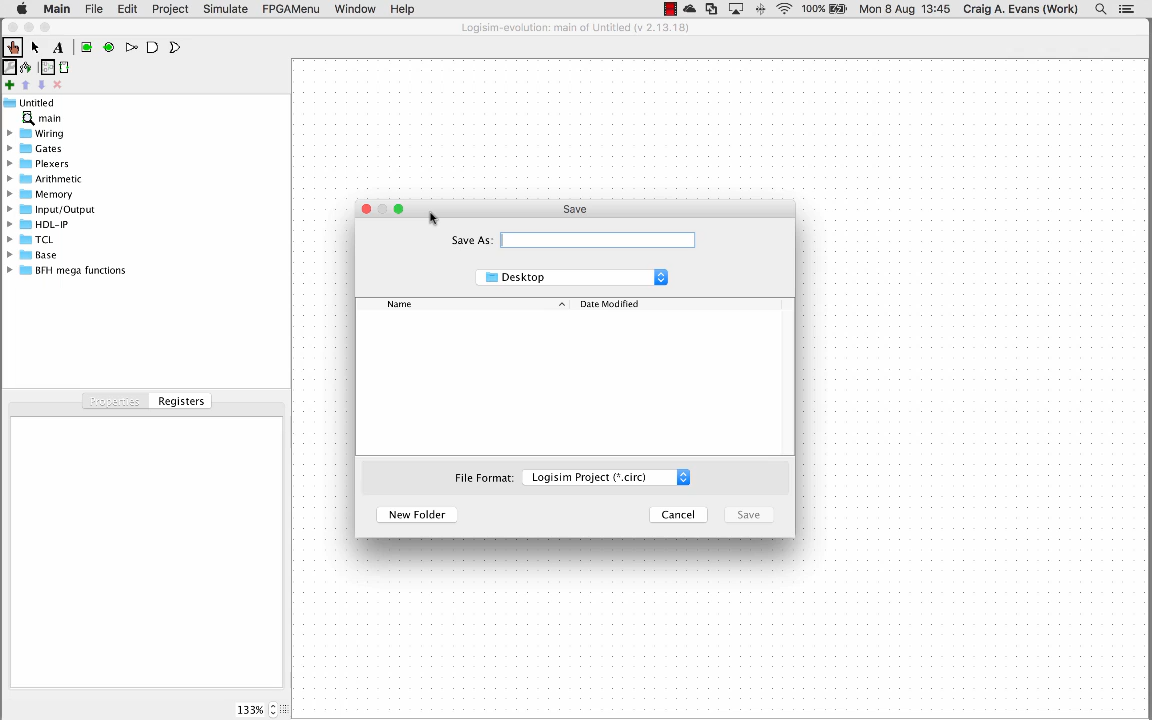 Main File Edit Project Simulate FPGAMenu Window Help 100% Mon 8 Aug 13:45 Craig A. Evans (Work)
Logisim-evolution: main of Untitled (v 2.13.18)
A
Untitled
main
Wiring
Gates
Plexers
Arithmetic
Memory
Input/Output
HDL-IP
TCL
Base
BFH mega functions
Save
Save As:
Desktop
Name Date Modified
File Format: Logisim Project (*.circ)
New Folder Cancel Save
Properties Registers
133%